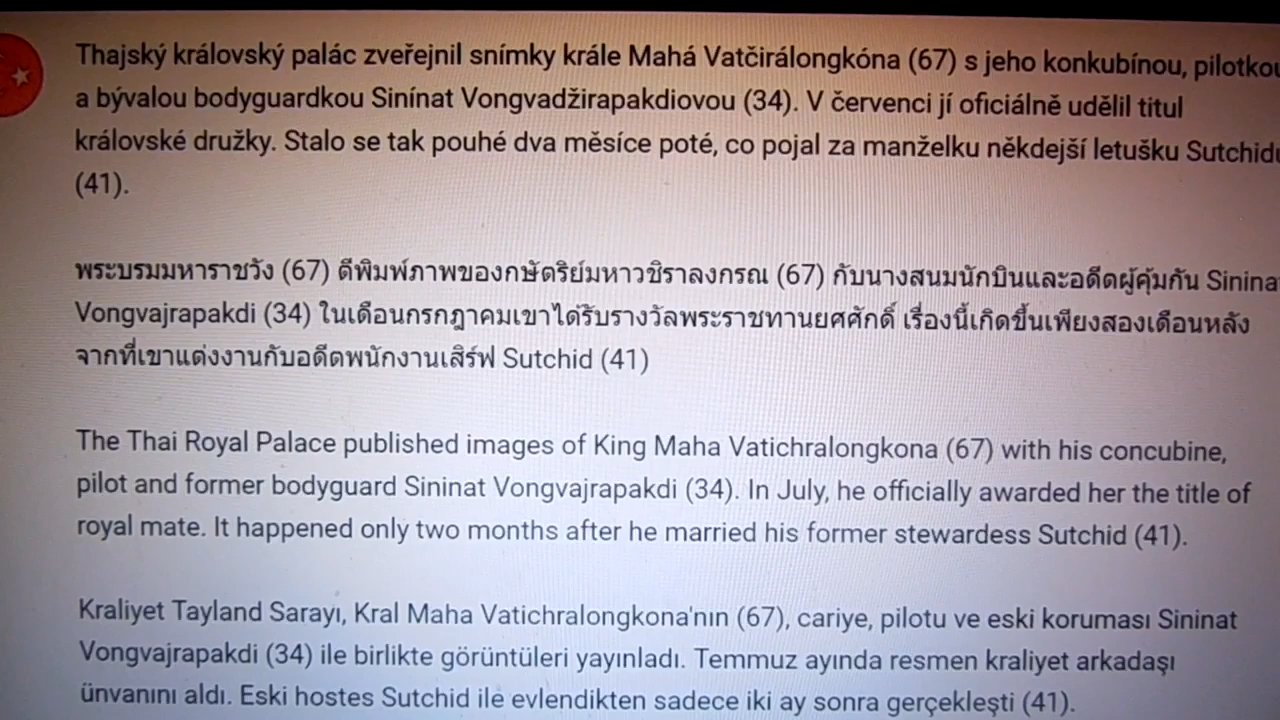 Thajský královský palác zveřejnil snímky krále Mahá Vatčirálongkóna (67) s jeho konkubínou, pilotkou
a bývalou bodyguardkou Sinínat Vongvadžirapakdiovou (34). V červenci jí oficiálně udělil titul
královské družky. Stalo se tak pouhé dva měsíce poté, co pojal za manželku někdejší letušku Sutchidu
(41).
พระบรมมหาราชวัง (67) ตีพิมพ์ภาพของกษัตริย์มหาวชิราลงกรณ (67) กับนางสนมนักบินและอดีตผู้คุ้มกัน Sinina
Vongvajrapakdi (34) ในเดือนกรกฎาคมเขาได้รับรางวัลพระราชทานยศศักดิ์ เรื่องนี้เกิดขึ้นเพียงสองเดือนหลัง
จากที่เขาแต่งงานกับอดีตพนักงานเสิร์ฟ Sutchid (41)
The Thai Royal Palace published images of King Maha Vatichralongkona (67) with his concubine,
pilot and former bodyguard Sininat Vongvajrapakdi (34). In July, he officially awarded her the title of
royal mate. It happened only two months after he married his former stewardess Sutchid (41).
Kraliyet Tayland Sarayı, Kral Maha Vatichralongkona'nın (67), cariye, pilotu ve eski koruması Sininat
Vongvajrapakdi (34) ile birlikte görüntüleri yayınladı. Temmuz ayında resmen kraliyet arkadaşı
ünvanını aldı. Eski hostes Sutchid ile evlendikten sadece iki ay sonra gerçekleşti (41).